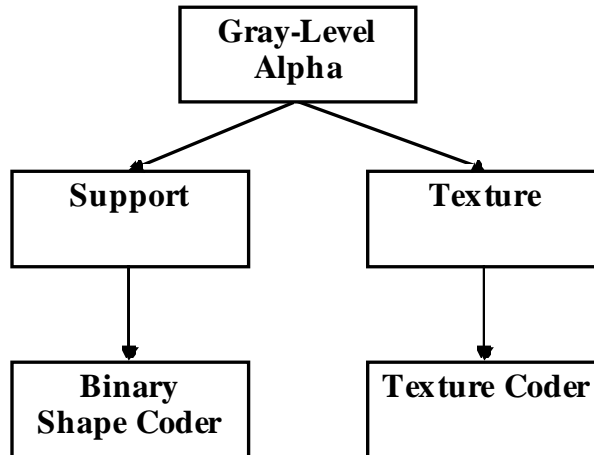 Gray-Level
Alpha
Support
Texture
Binary
Shape Coder
Texture Coder